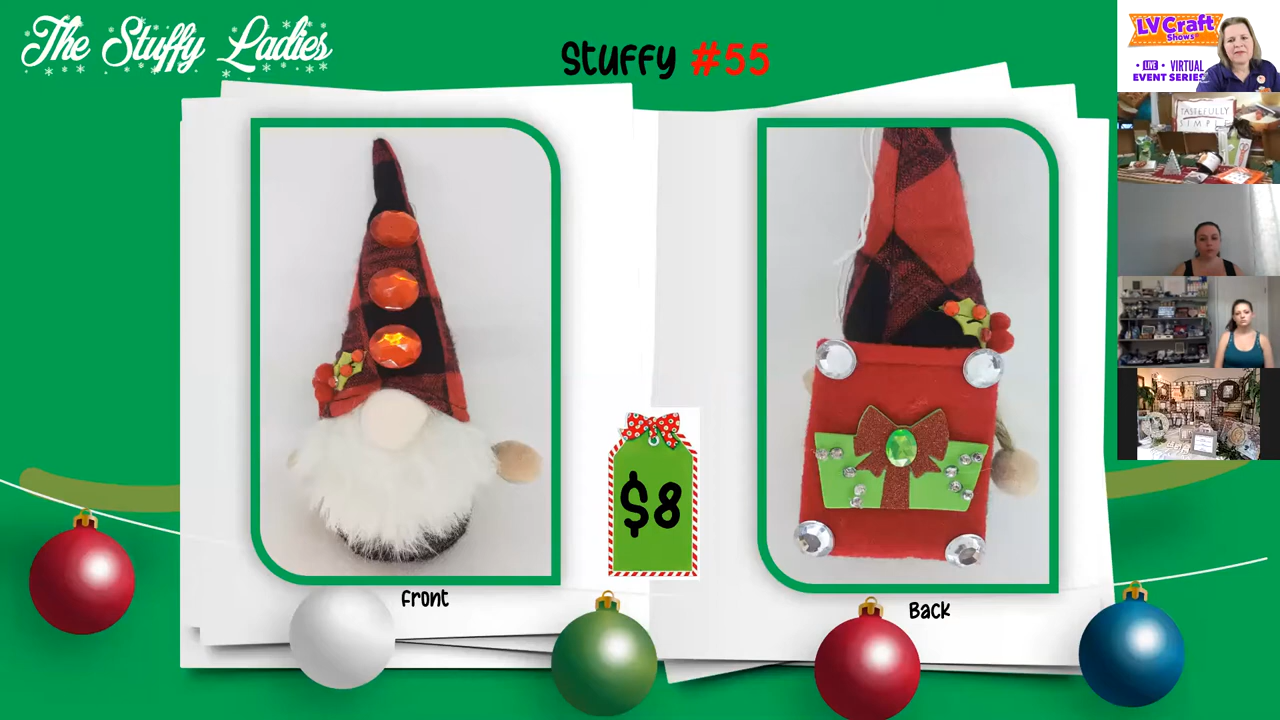 The Stuffy Ladies
Stuffy #55
LV Craft
Shows
• LIVE • VIRTUAL
EVENT SERIES
TASTEFULLY
SIMPLE
$8
front
Back